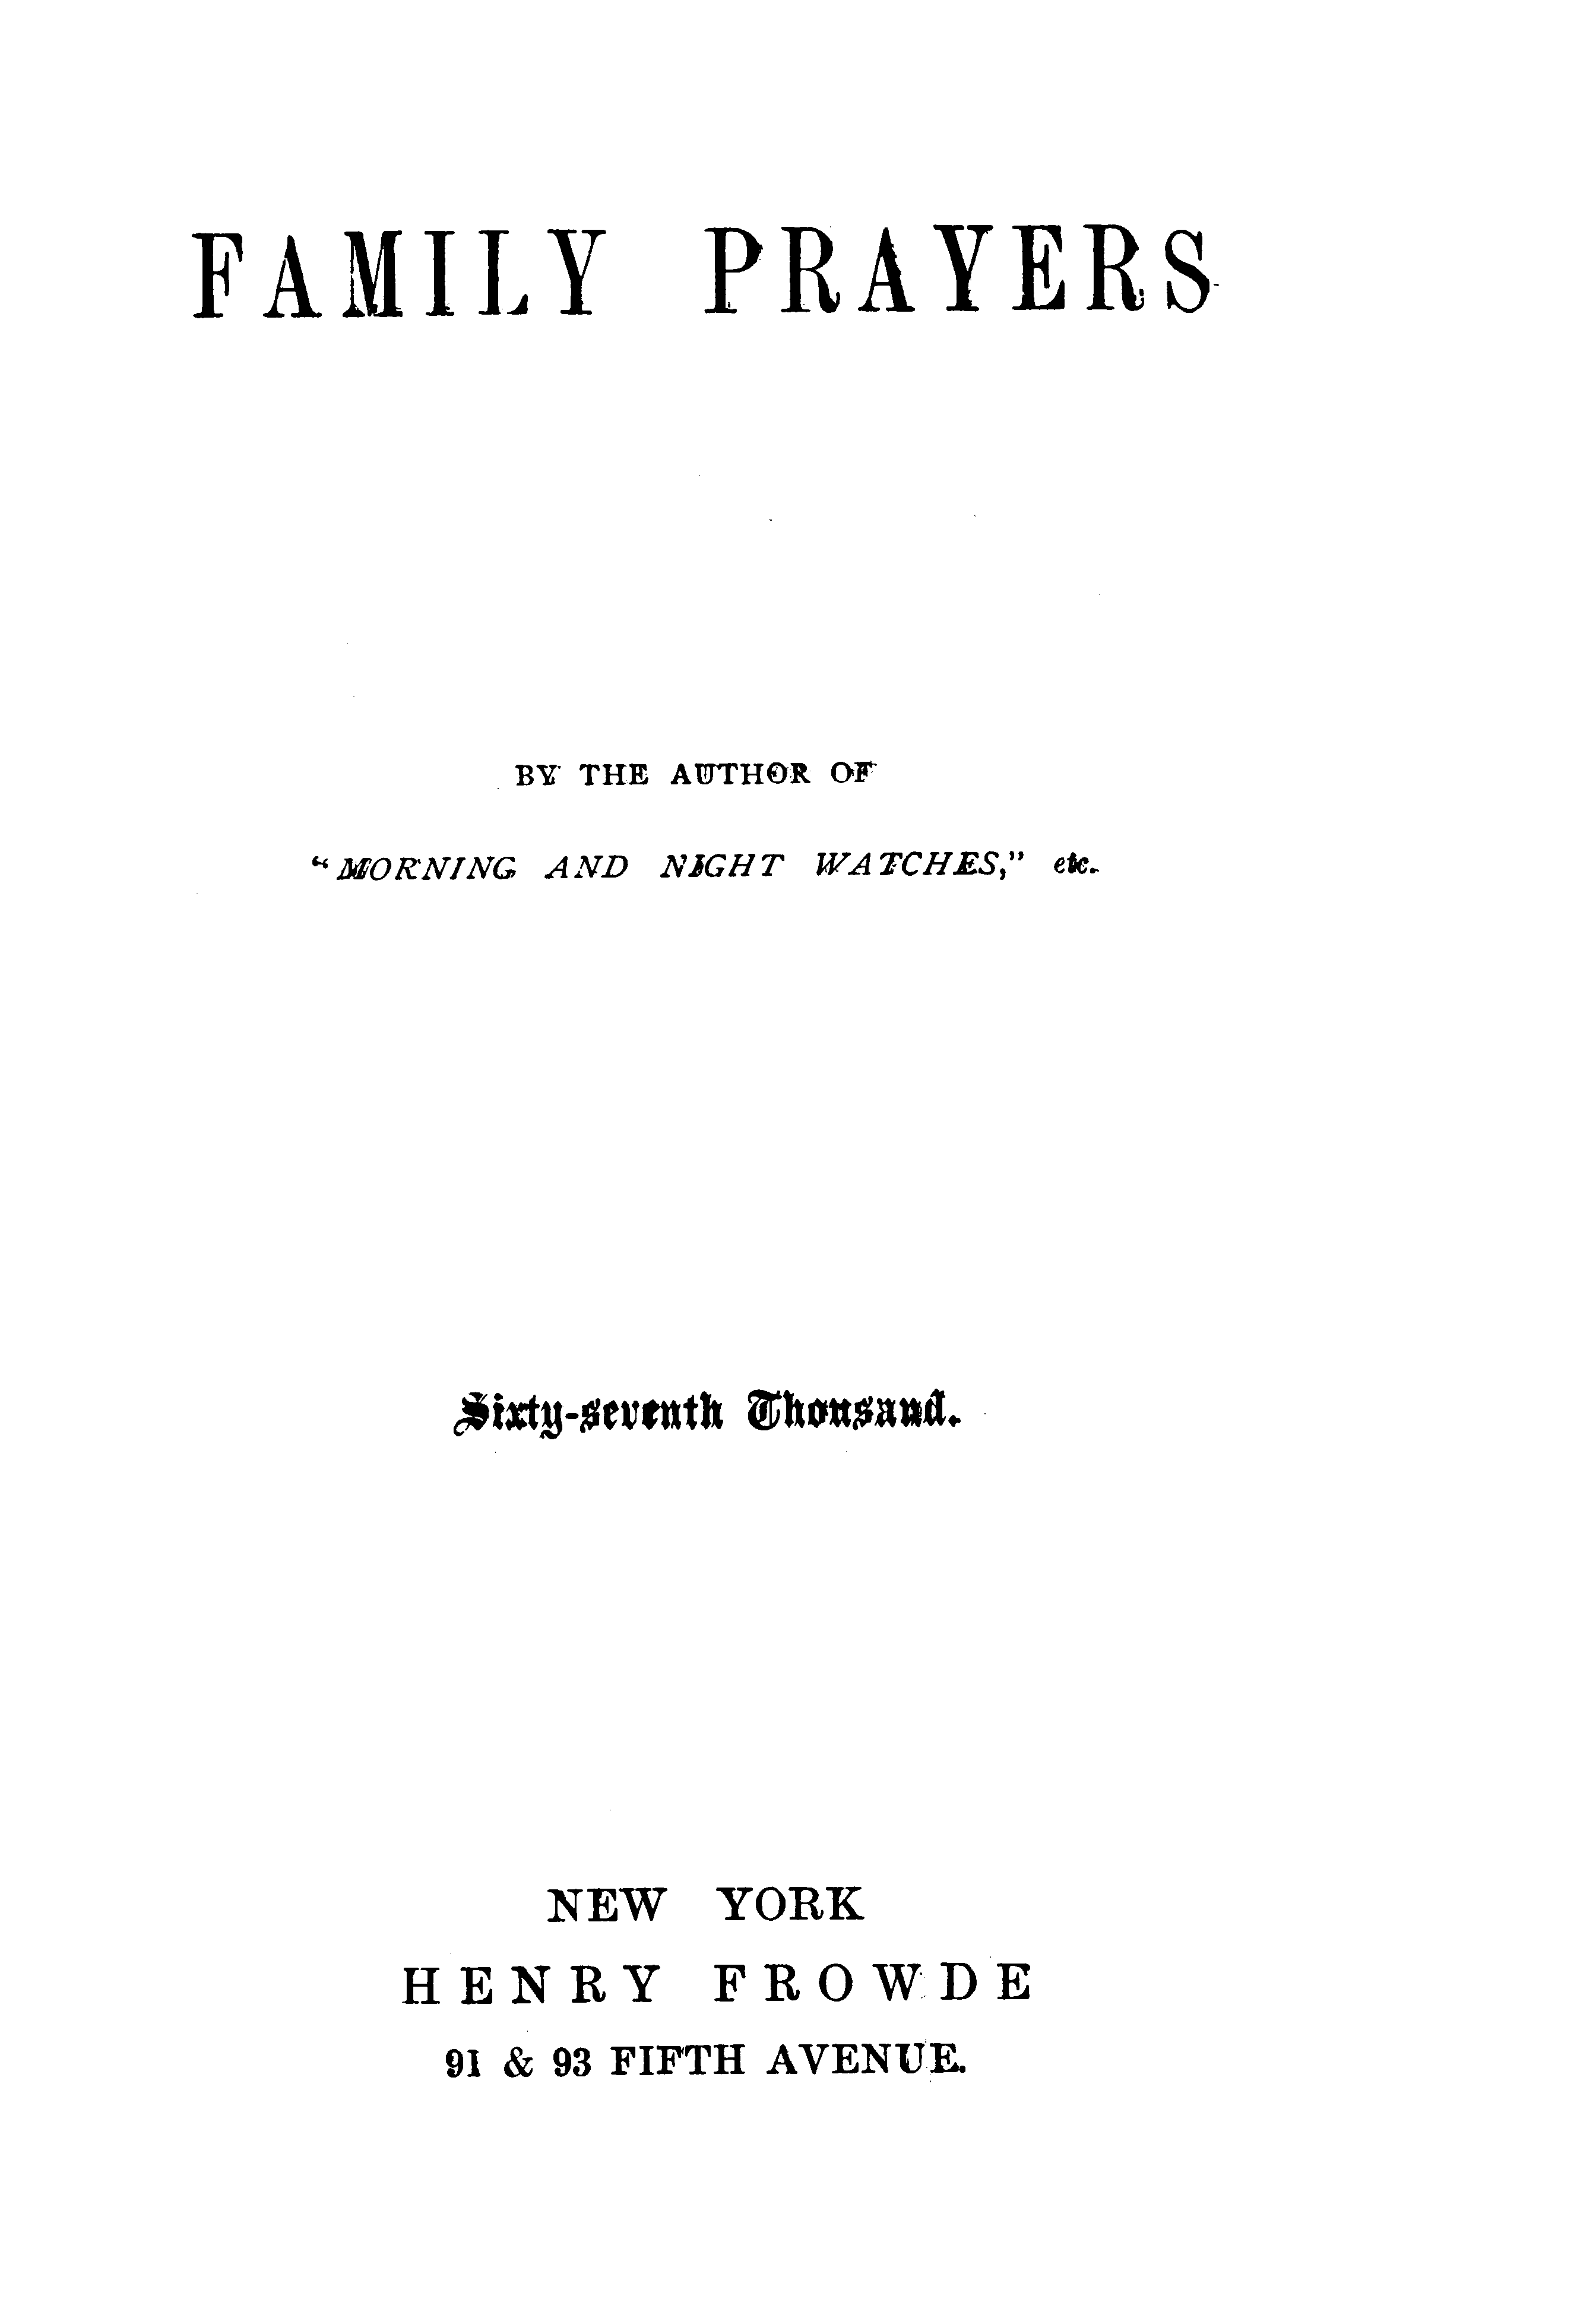 FAMILY PRAYERS
BY THE AUTHOR OF
"MORNING AND NIGHT WATCHES," etc.
Sixty-seventh Thousand.
NEW YORK
HENRY FROWDE
91 & 93 FIFTH AVENUE.